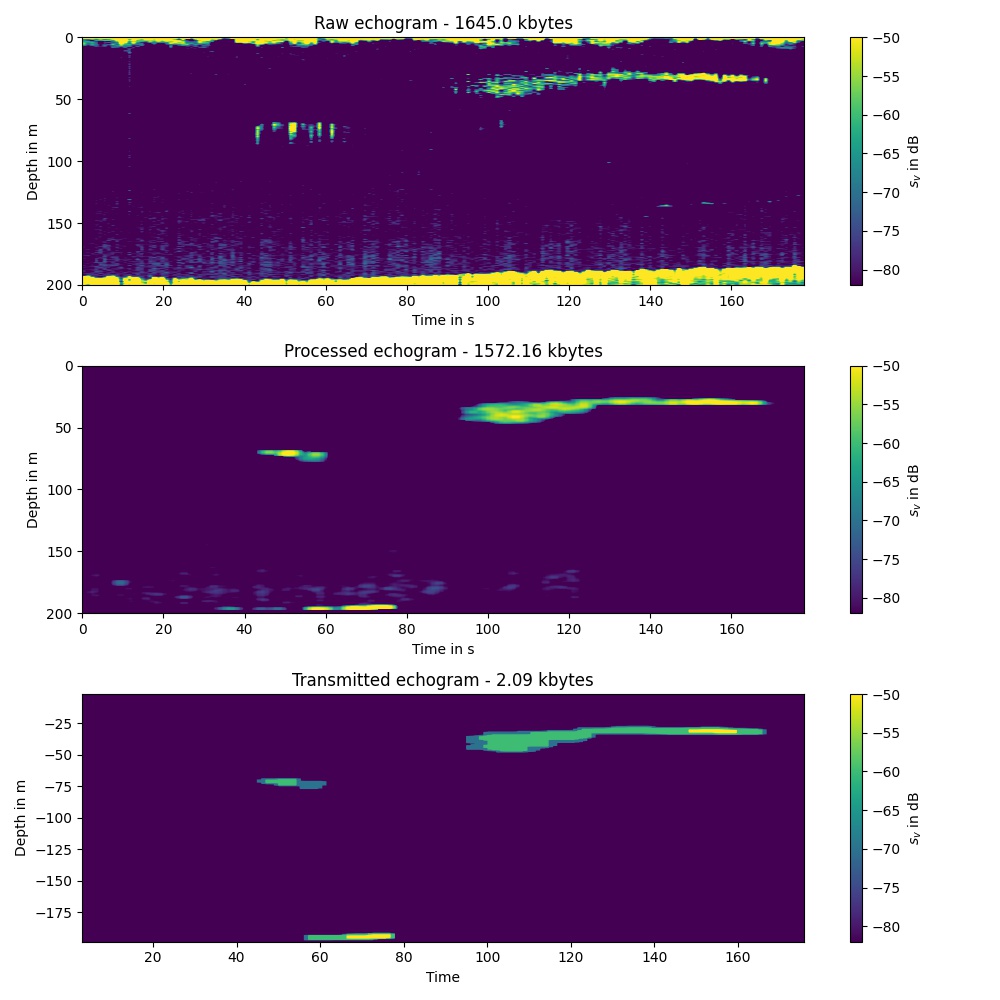 Raw echogram - 1645.0 kbytes
0
50
100
150
200
Depth in m
0 20 40 60 80 100 120 140 160
Time in s
−50
−55
−60
−65
−70
−75
−80
sv in dB
Processed echogram - 1572.16 kbytes
0
50
100
150
200
Depth in m
0 20 40 60 80 100 120 140 160
Time in s
−50
−55
−60
−65
−70
−75
−80
sv in dB
Transmitted echogram - 2.09 kbytes
−25
−50
−75
−100
−125
−150
−175
Depth in m
20 40 60 80 100 120 140 160
Time
−50
−55
−60
−65
−70
−75
−80
sv in dB